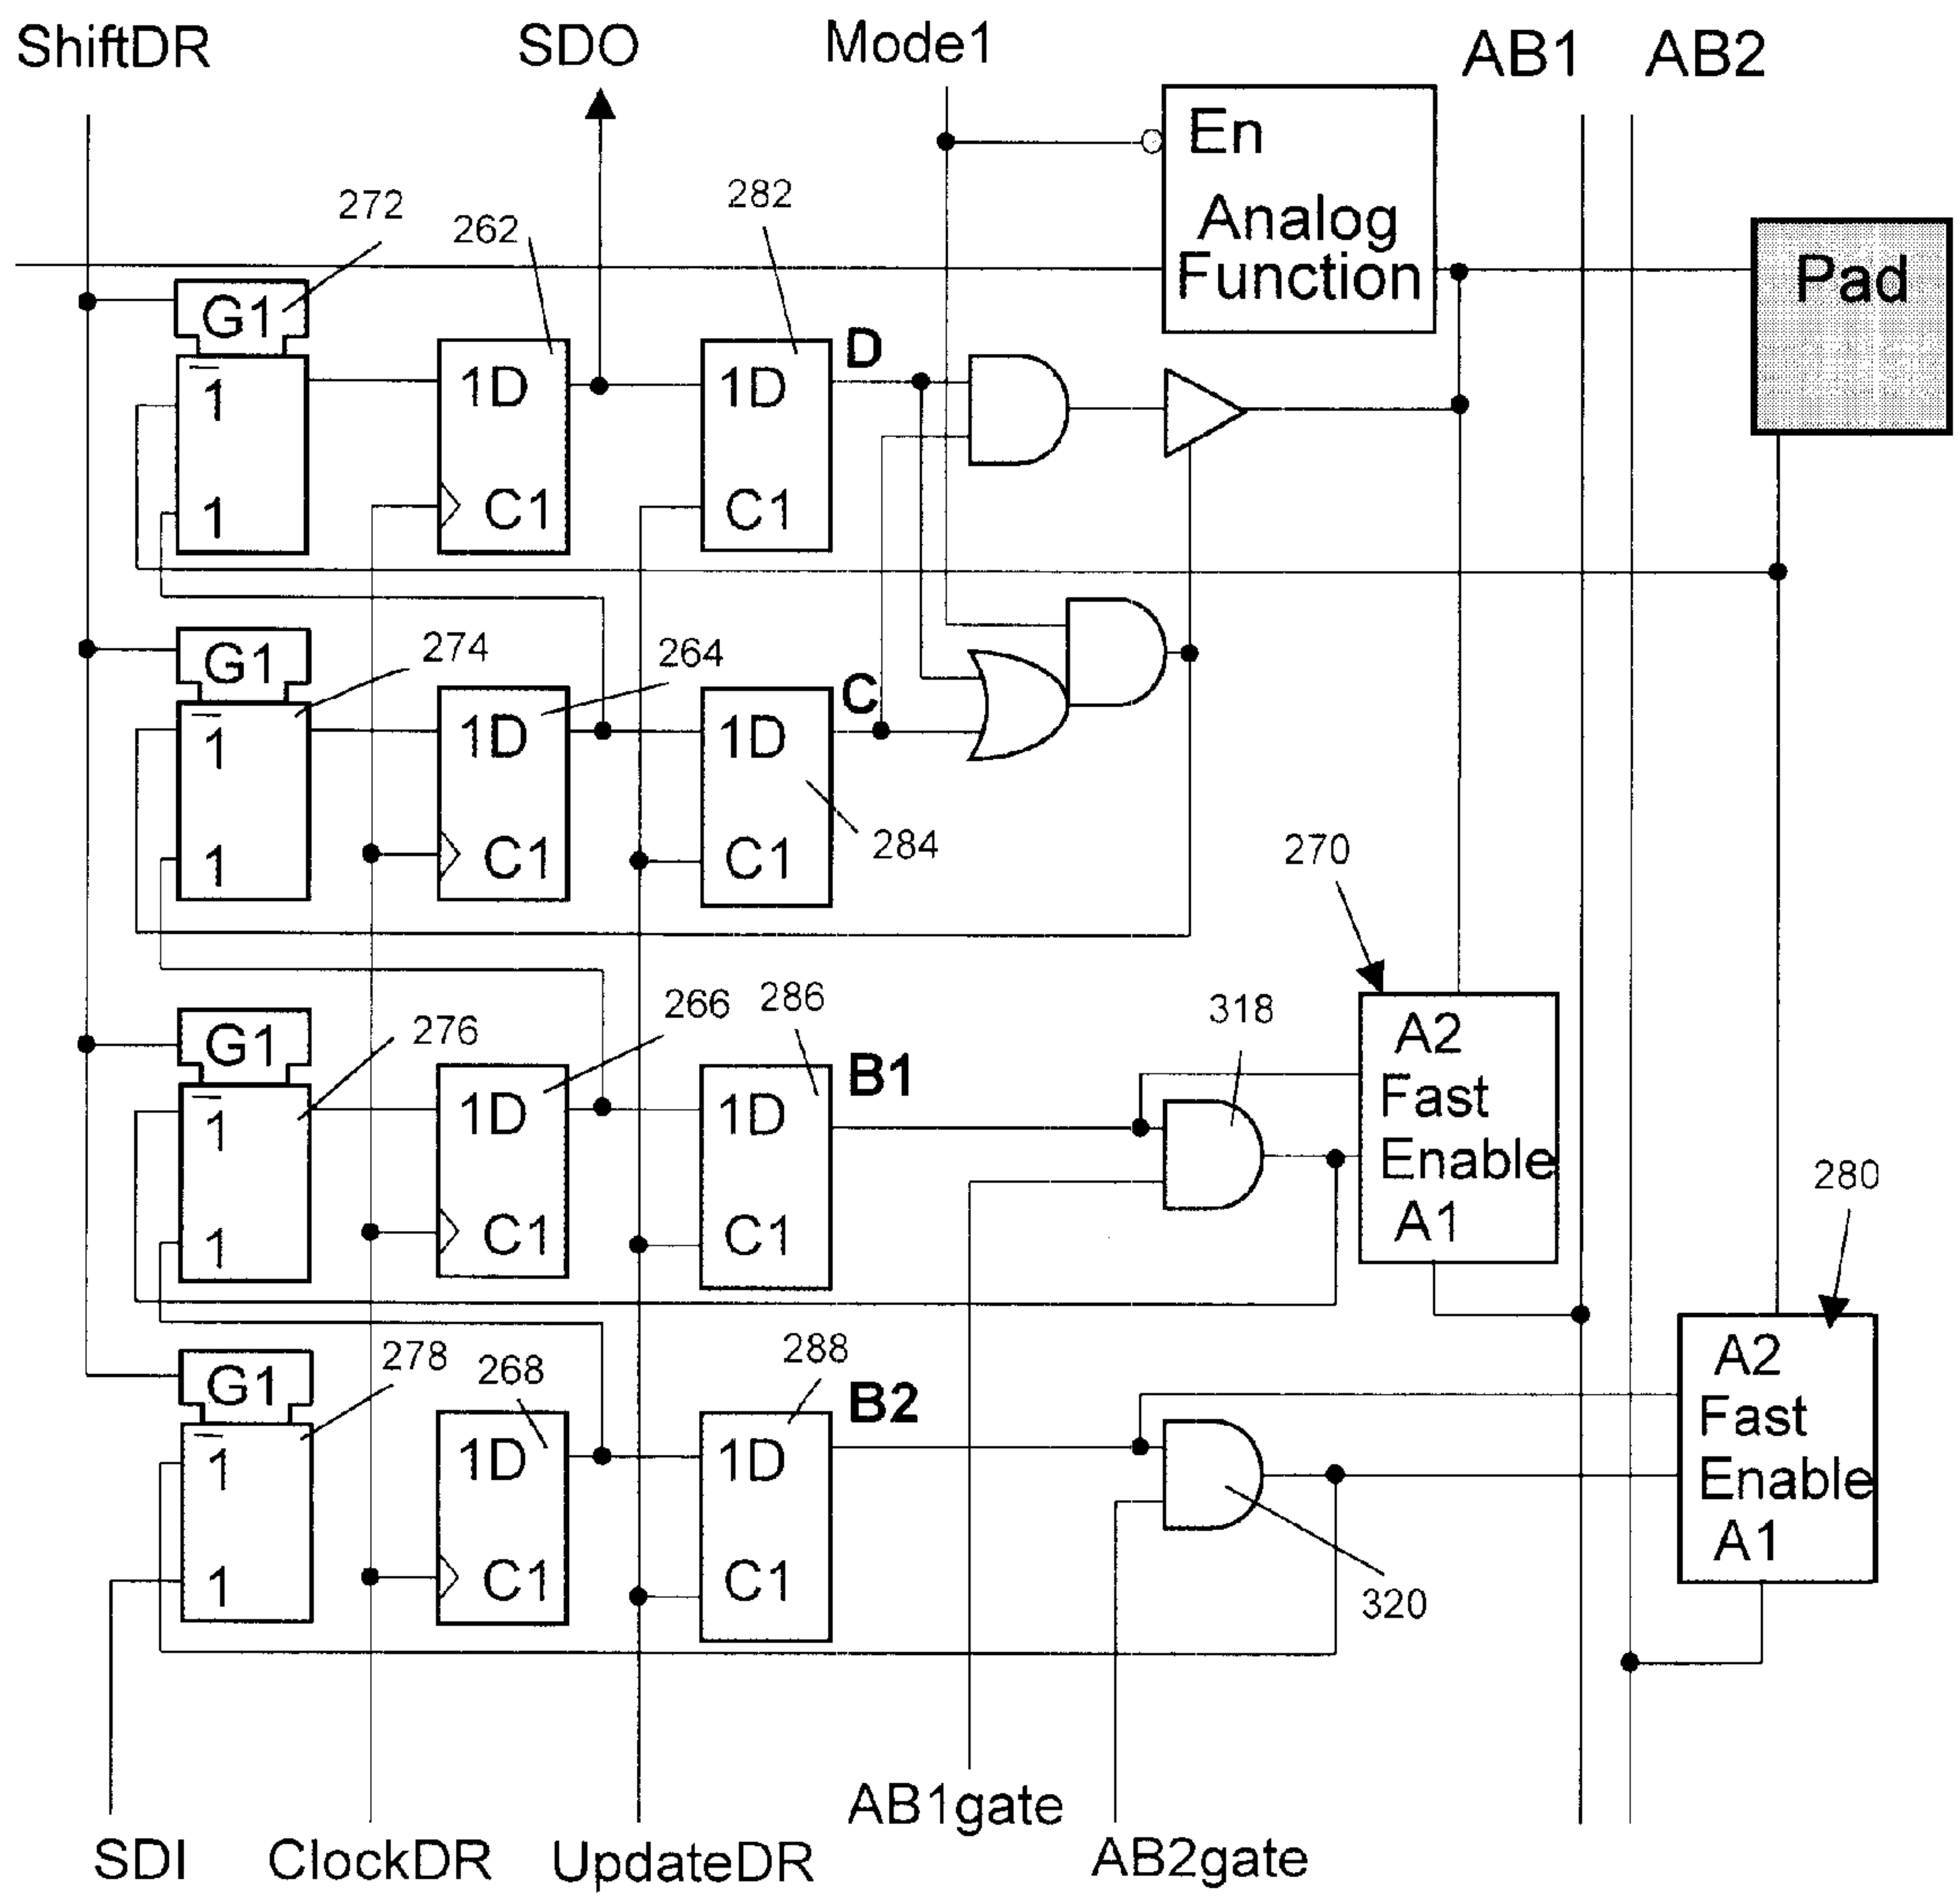 ShiftDR
SDO
Mode1
AB1
AB2
En
Analog
Function
Pad
272
262
282
G1
1
1
1D
C1
1D
C1
D
G1
274
264
1
1
1D
C1
1D
C1
C
284
270
G1
276
266
286
1
1
1D
C1
1D
C1
B1
318
A2
Fast
Enable
A1
280
G1
278
268
288
1
1
1D
C1
1D
C1
B2
320
A2
Fast
Enable
A1
AB1gate
SDI
ClockDR
UpdateDR
AB2gate